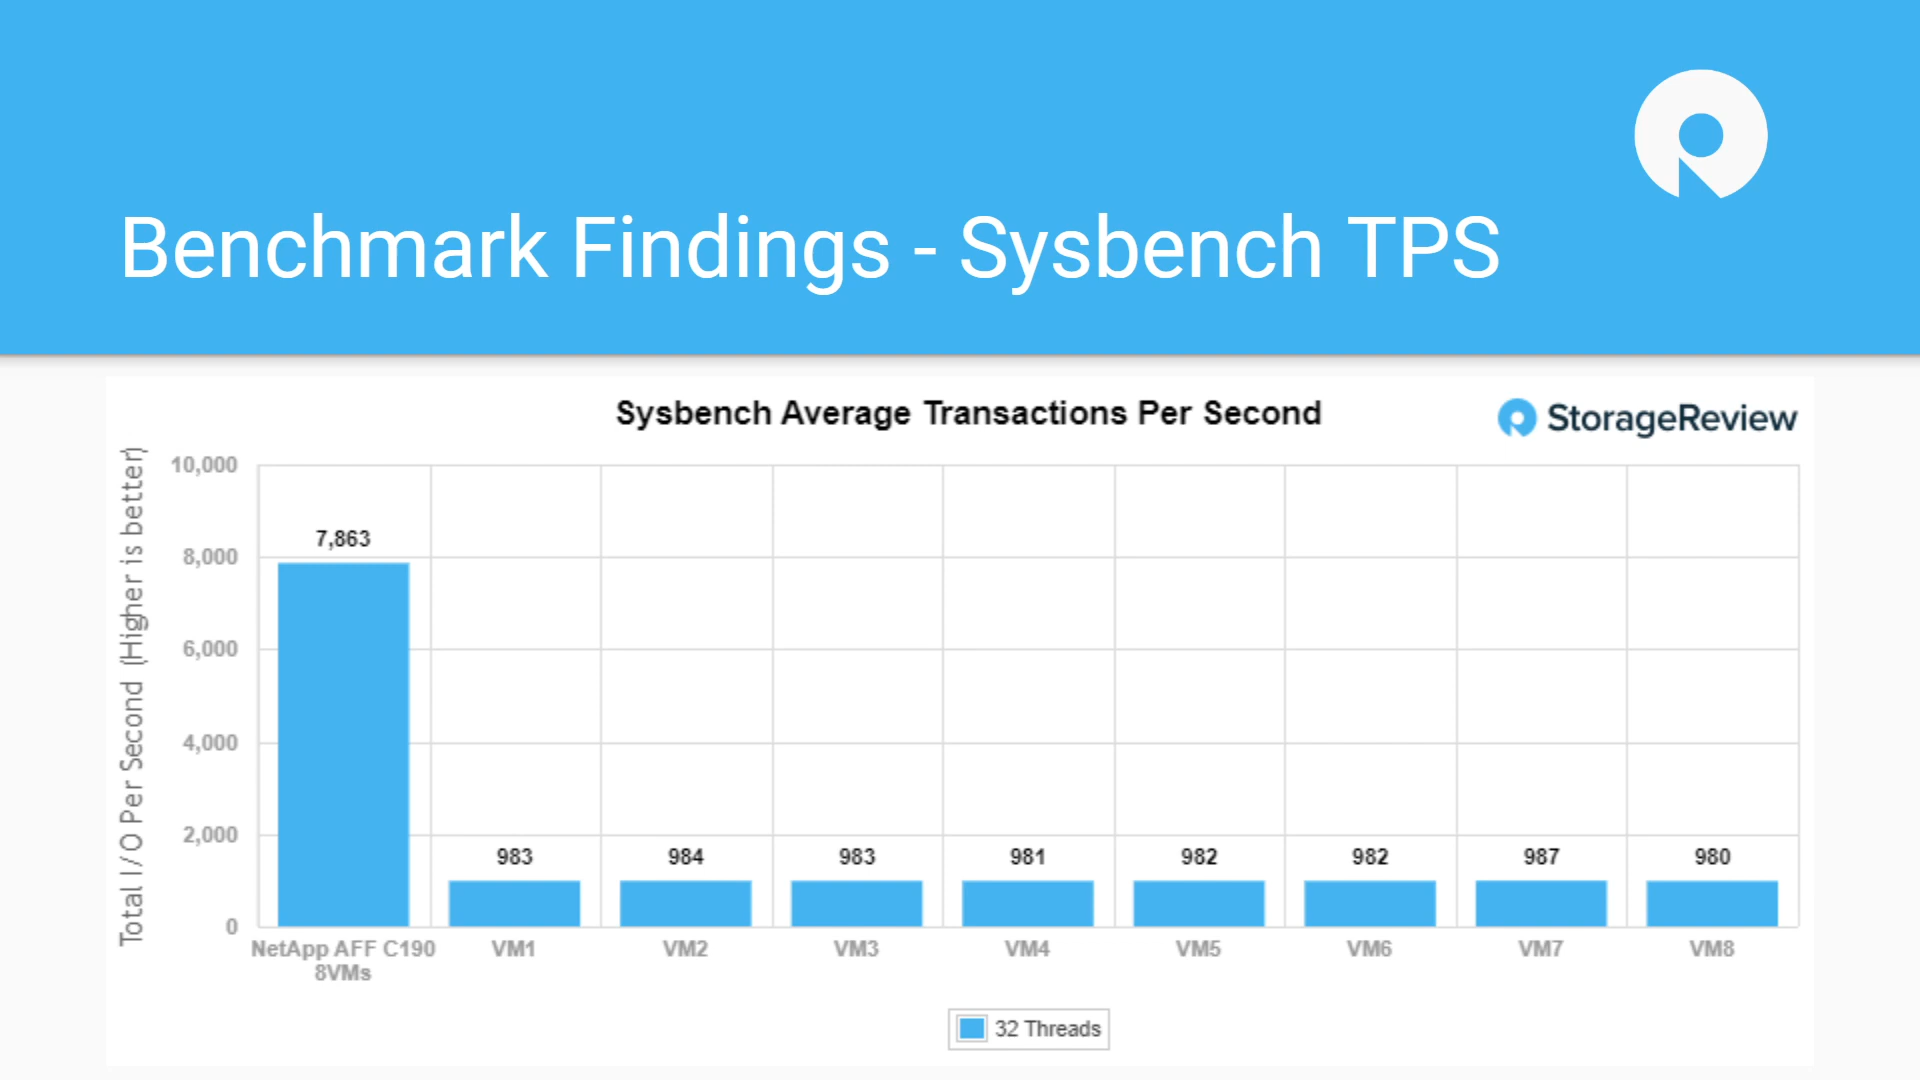 Benchmark Findings - Sysbench TPS
Sysbench Average Transactions Per Second
StorageReview
Total I / O Per Second (Higher is better)
10,000
8,000
6,000
4,000
2,000
0
7,863
983
984
983
981
982
982
987
980
NetApp AFF C190
8VMs
VM1
VM2
VM3
VM4
VM5
VM6
VM7
VM8
32 Threads